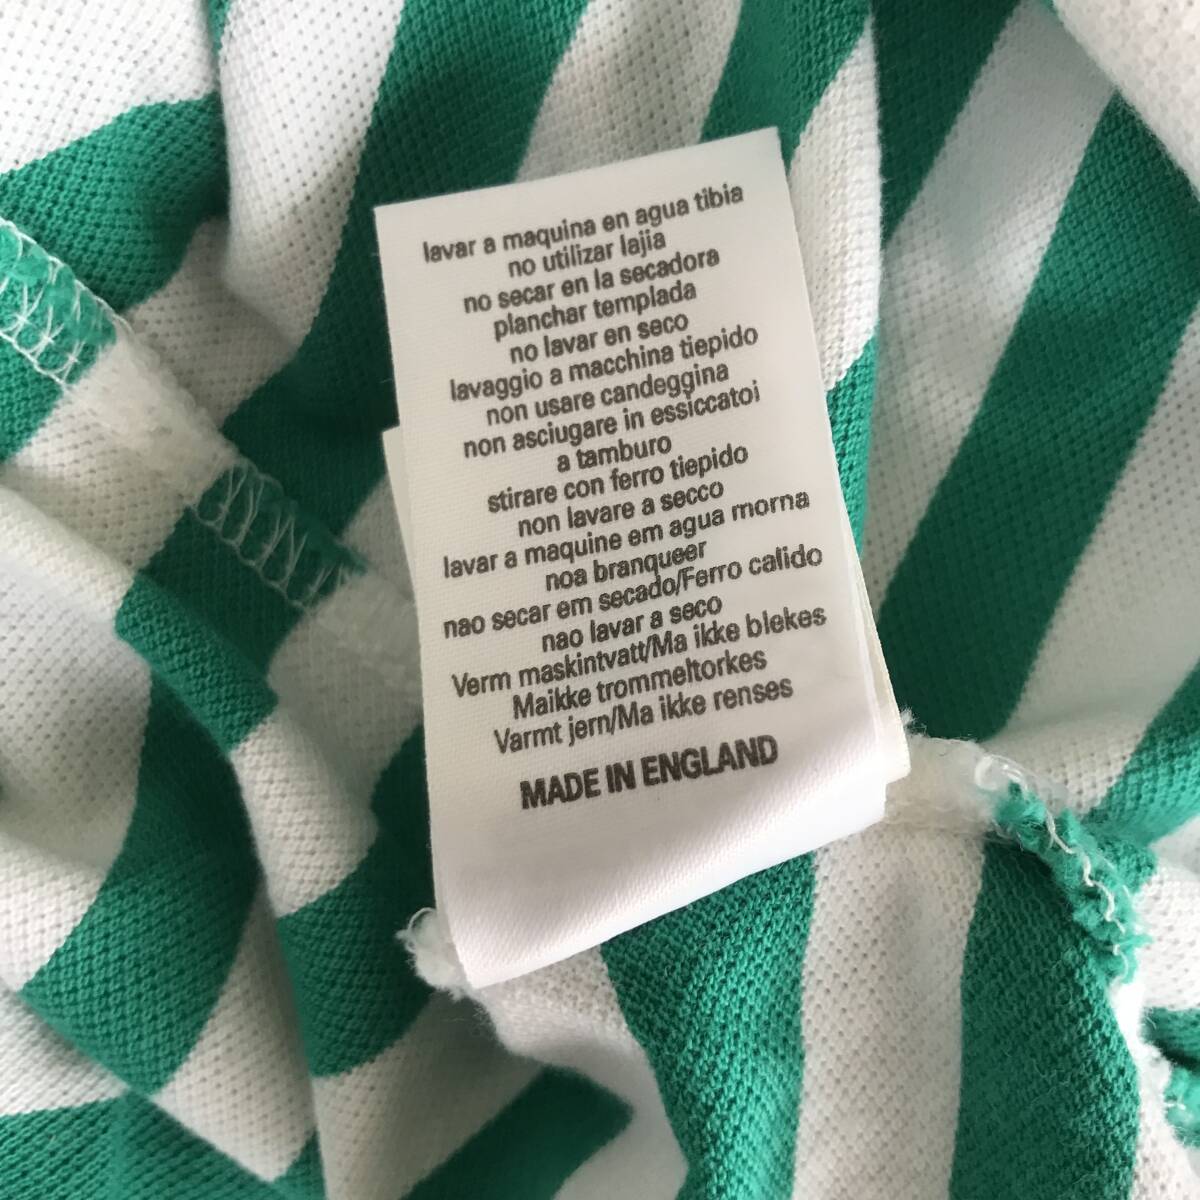 lavar a maquina en agua tibia
no utilizar lajia
no secar en la secadora
planchar templada
no lavar en seco
lavaggio a macchina tiepido
non usare candeggina
non asciugare in essiccatoi
a tamburo
stirare con ferro tiepido
non lavare a secco
lavar a maquine em agua morna
noa branqueer
nao secar em secado/Ferro calido
nao lavar a seco
Verm maskintvatt/Ma ikke blekes
Maikke trommeltorkes
Varmt jern/Ma ikke renses
MADE IN ENGLAND